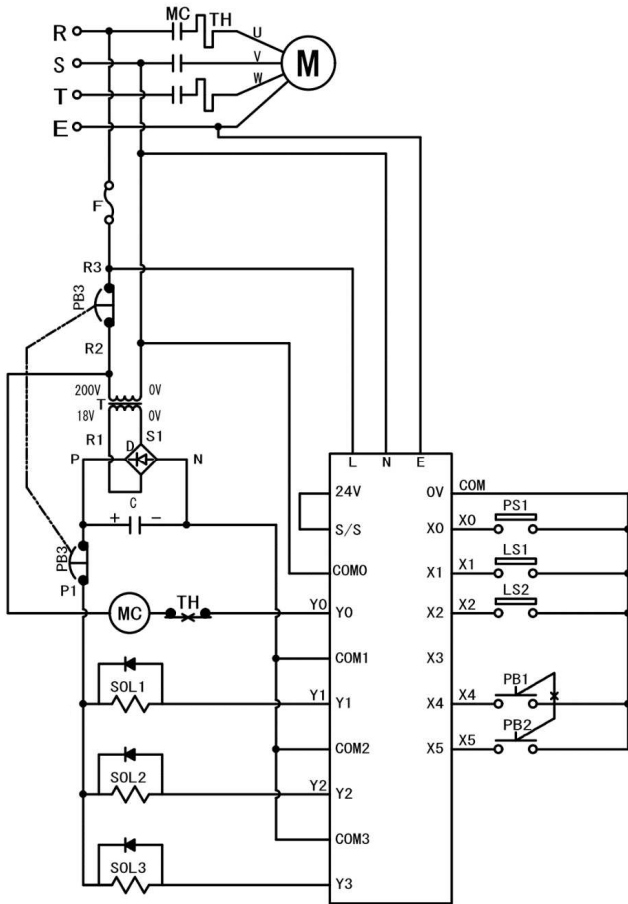 R MC TH U
S V M
T W
E
F
R3
PB3
R2
200V 0V
T
18V 0V
R1 S1
P D N
C
+ −
PB3
P1
MC TH
SOL1
SOL2
SOL3
L N E
24V 0V COM
S/S X0 X0 PS1
COM0 X1 X1 LS1
Y0 Y0 X2 X2 LS2
COM1 X3
Y1 Y1 X4 X4 PB1
COM2 X5 X5 PB2
Y2 Y2
COM3
Y3